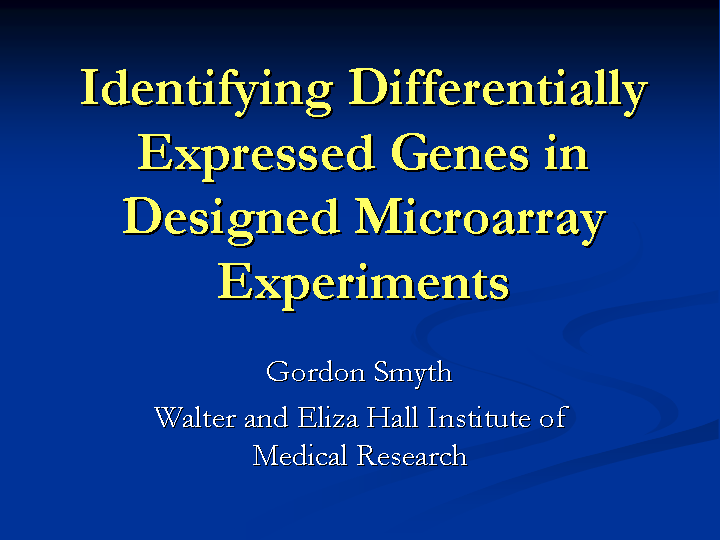 Identifying Differentially
Expressed Genes in
Designed Microarray
Experiments
Gordon Smyth
Walter and Eliza Hall Institute of
Medical Research